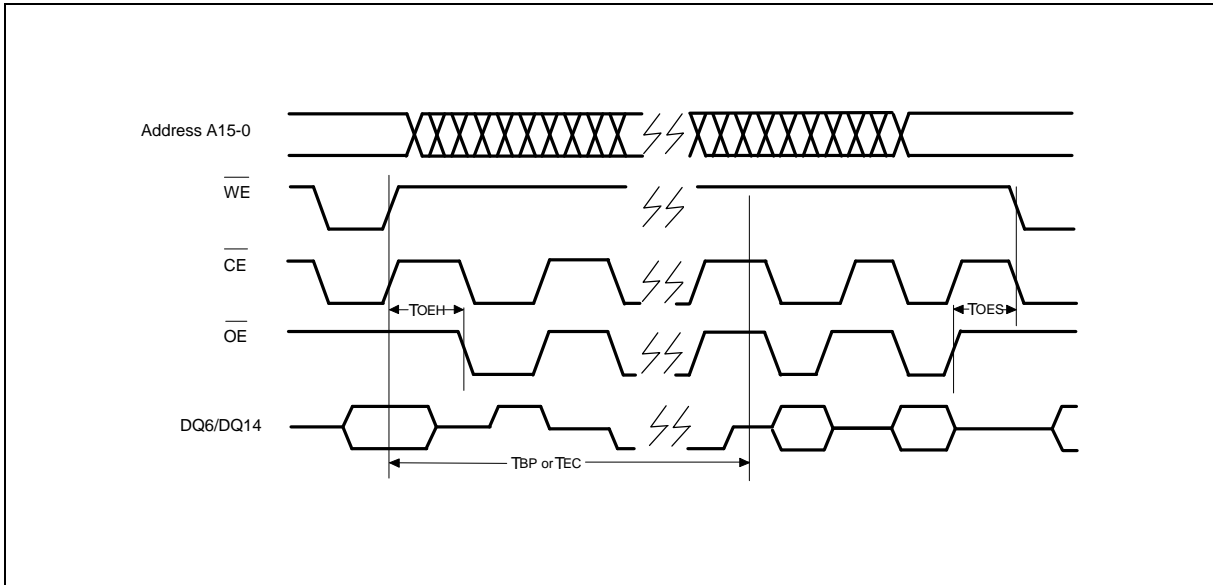 Address A15-0
WE
CE
TOEH
TOES
OE
DQ6/DQ14
TBP or TEC